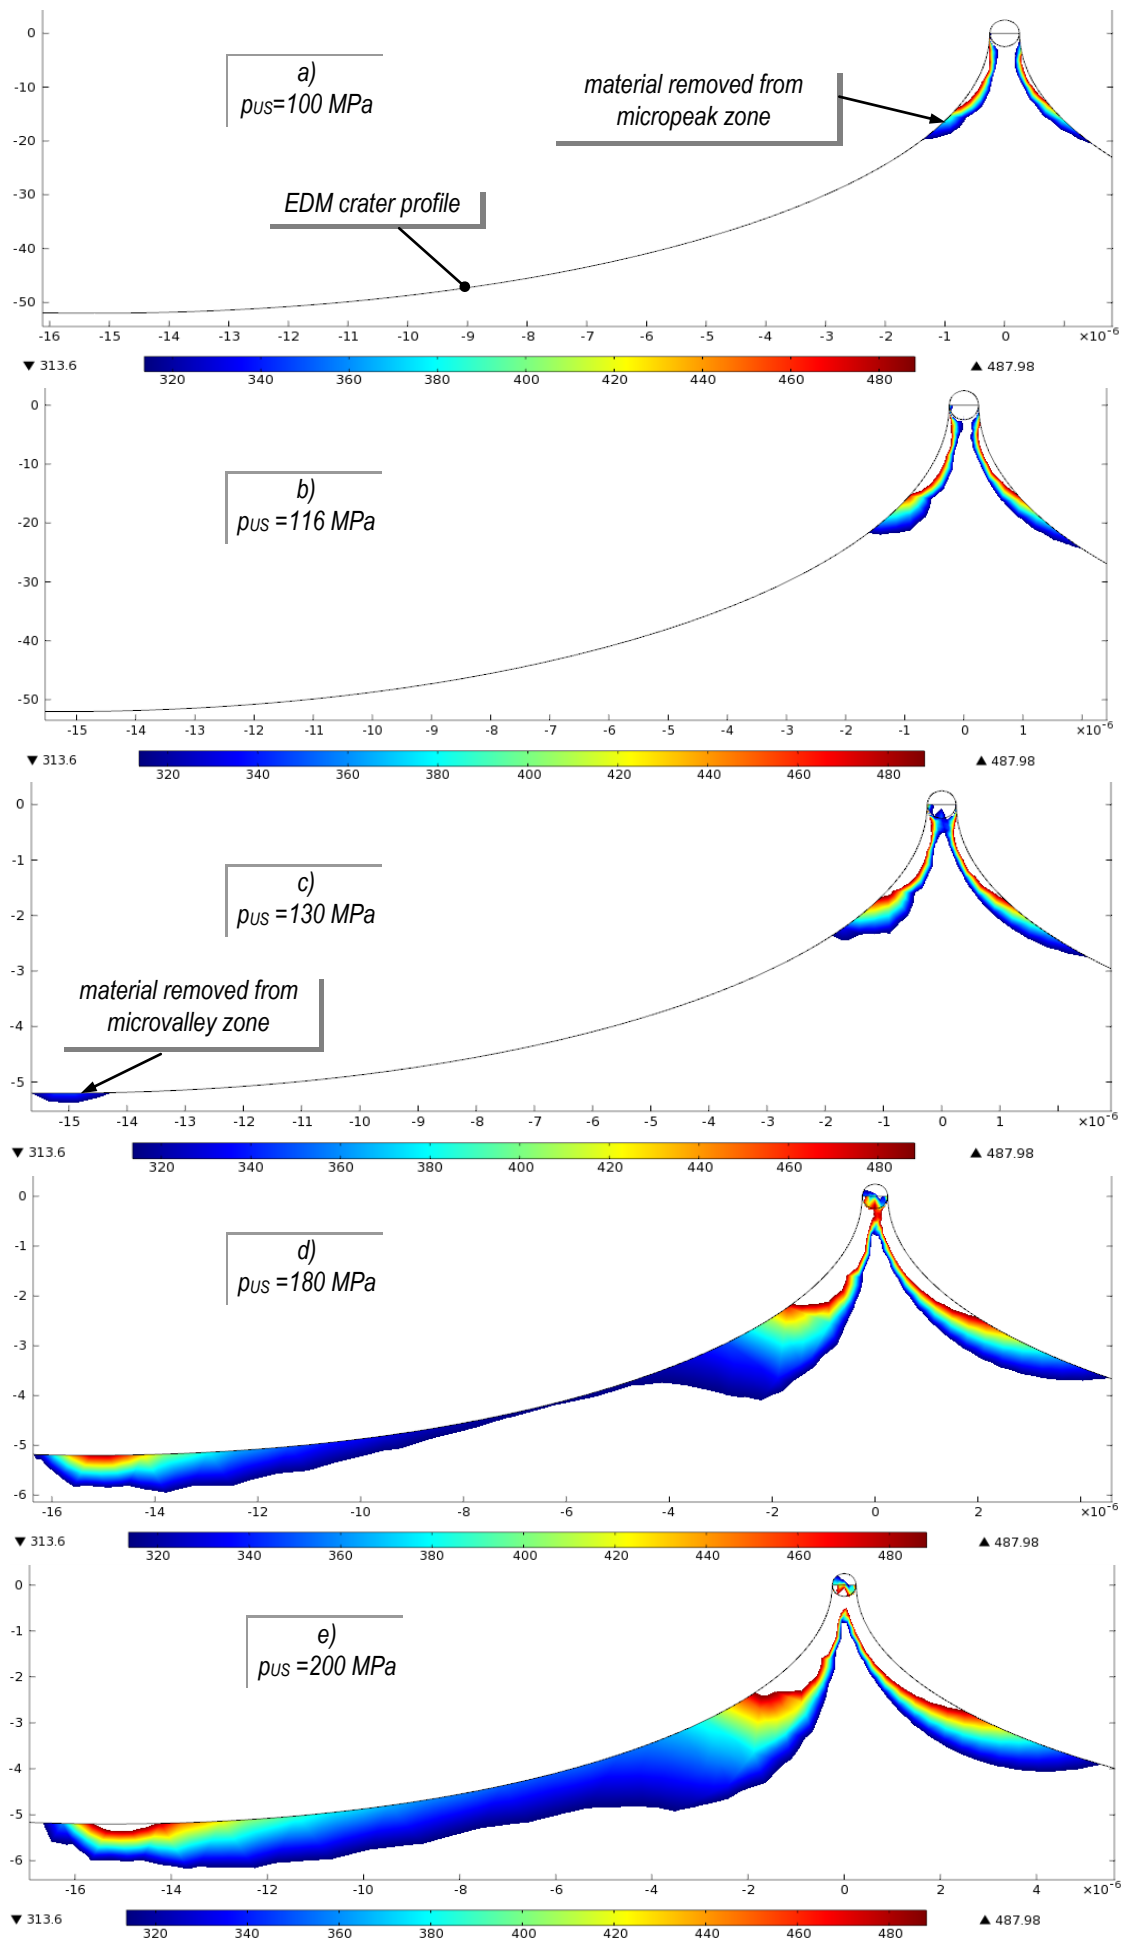 0
-10
-20
-30
-40
-50
a)
pUS=100 MPa
material removed from
micropeak zone
EDM crater profile
-16 -15 -14 -13 -12 -11 -10 -9 -8 -7 -6 -5 -4 -3 -2 -1 0 ×10⁻⁶
▼ 313.6 ▲ 487.98
320 340 360 380 400 420 440 460 480
0
-10
-20
-30
-40
-50
b)
pUS =116 MPa
-15 -14 -13 -12 -11 -10 -9 -8 -7 -6 -5 -4 -3 -2 -1 0 1 ×10⁻⁶
▼ 313.6 ▲ 487.98
320 340 360 380 400 420 440 460 480
0
-1
-2
-3
-4
-5
c)
pUS =130 MPa
material removed from
microvalley zone
-15 -14 -13 -12 -11 -10 -9 -8 -7 -6 -5 -4 -3 -2 -1 0 1 ×10⁻⁶
▼ 313.6 ▲ 487.98
320 340 360 380 400 420 440 460 480
0
-1
-2
-3
-4
-5
-6
d)
pUS =180 MPa
-16 -14 -12 -10 -8 -6 -4 -2 0 2 ×10⁻⁶
▼ 313.6 ▲ 487.98
320 340 360 380 400 420 440 460 480
0
-1
-2
-3
-4
-5
-6
e)
pUS =200 MPa
-16 -14 -12 -10 -8 -6 -4 -2 0 2 4 ×10⁻⁶
▼ 313.6 ▲ 487.98
320 340 360 380 400 420 440 460 480